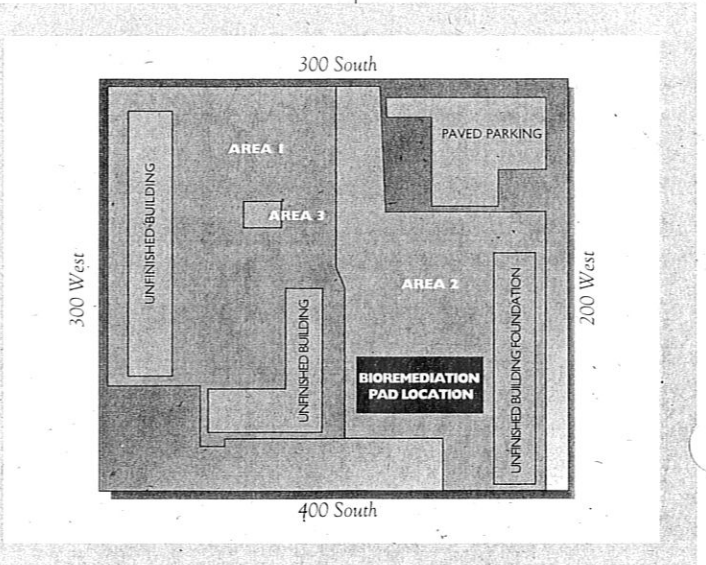 300 South
PAVED PARKING
AREA 1
UNFINISHED BUILDING
AREA 3
300 West
200 West
AREA 2
UNFINISHED BUILDING
UNFINISHED BUILDING FOUNDATION
BIOREMEDIATION
PAD LOCATION
400 South